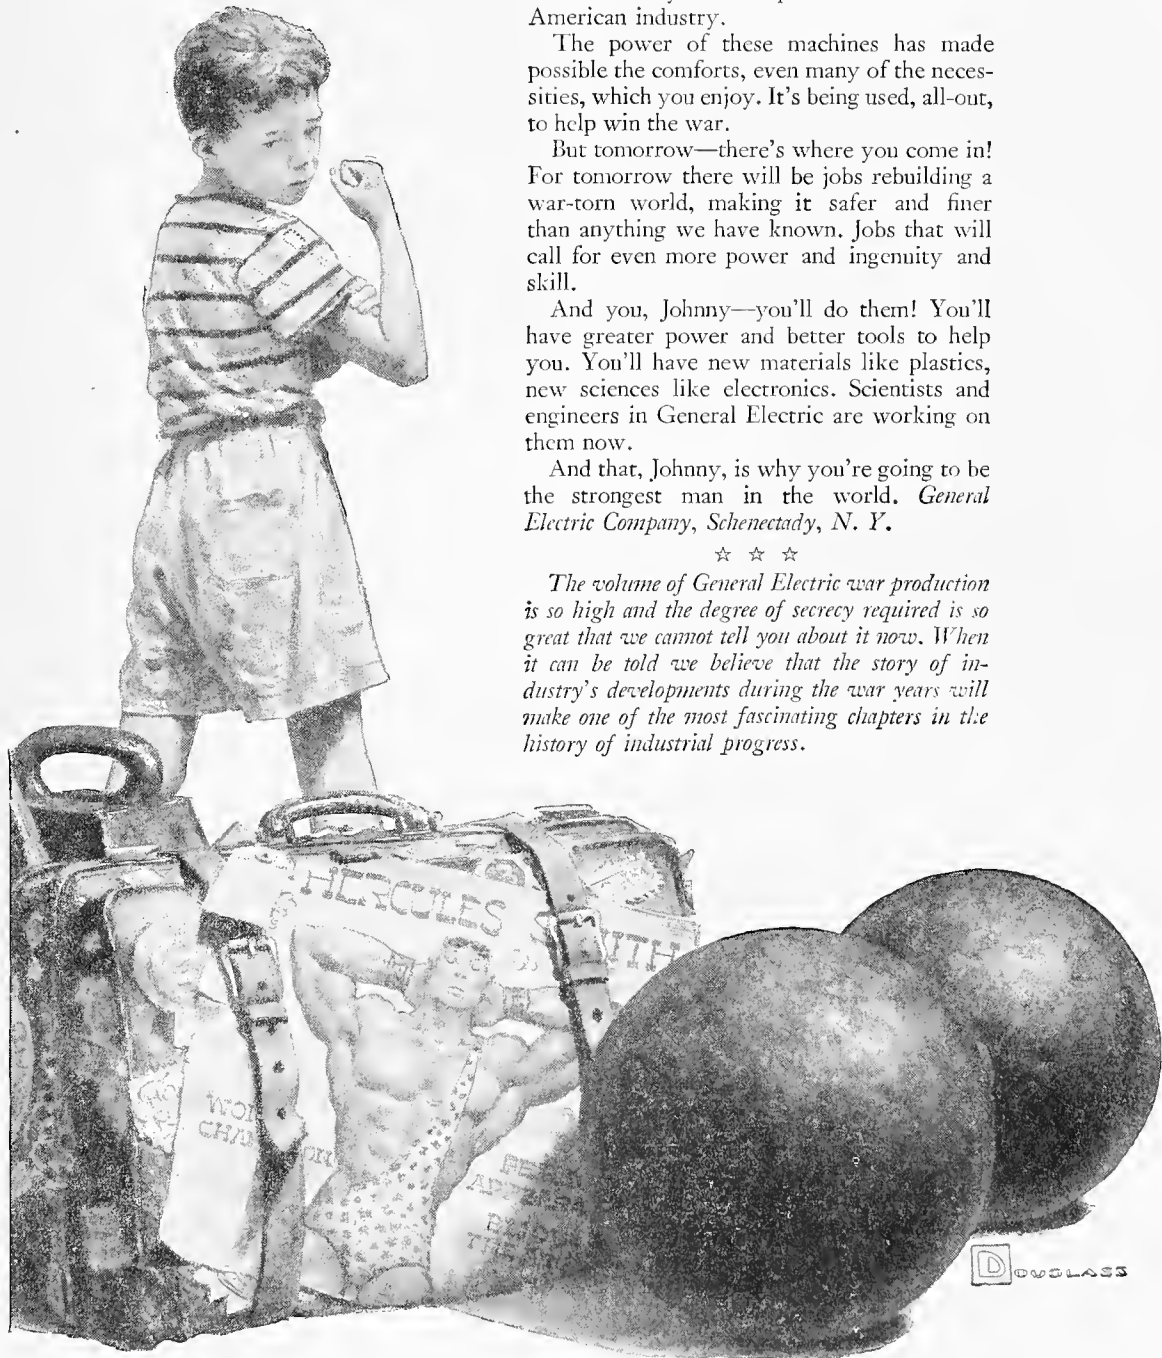 American industry.
The power of these machines has made
possible the comforts, even many of the neces-
sities, which you enjoy. It's being used, all-out,
to help win the war.
But tomorrow—there's where you come in!
For tomorrow there will be jobs rebuilding a
war-torn world, making it safer and finer
than anything we have known. Jobs that will
call for even more power and ingenuity and
skill.
And you, Johnny—you'll do them! You'll
have greater power and better tools to help
you. You'll have new materials like plastics,
new sciences like electronics. Scientists and
engineers in General Electric are working on
them now.
And that, Johnny, is why you're going to be
the strongest man in the world. General
Electric Company, Schenectady, N. Y.
☆ ☆ ☆
The volume of General Electric war production
is so high and the degree of secrecy required is so
great that we cannot tell you about it now. When
it can be told we believe that the story of in-
dustry's developments during the war years will
make one of the most fascinating chapters in the
history of industrial progress.
HERCULES
DOUGLASS